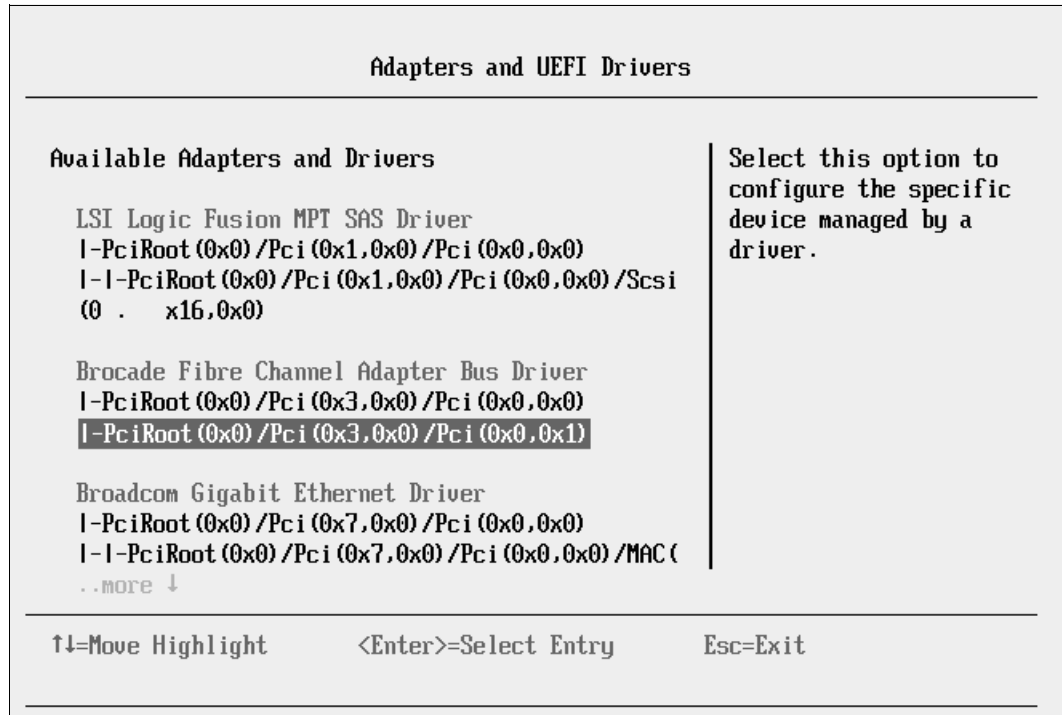 Adapters and UEFI Drivers
Available Adapters and Drivers
LSI Logic Fusion MPT SAS Driver
|-PciRoot(0x0)/Pci(0x1,0x0)/Pci(0x0,0x0)
|-|-PciRoot(0x0)/Pci(0x1,0x0)/Pci(0x0,0x0)/Scsi
(0 .   x16,0x0)
Brocade Fibre Channel Adapter Bus Driver
|-PciRoot(0x0)/Pci(0x3,0x0)/Pci(0x0,0x0)
|-PciRoot(0x0)/Pci(0x3,0x0)/Pci(0x0,0x1)
Broadcom Gigabit Ethernet Driver
|-PciRoot(0x0)/Pci(0x7,0x0)/Pci(0x0,0x0)
|-|-PciRoot(0x0)/Pci(0x7,0x0)/Pci(0x0,0x0)/MAC(
..more ↓
Select this option to
configure the specific
device managed by a
driver.
↑↓=Move Highlight <Enter>=Select Entry Esc=Exit